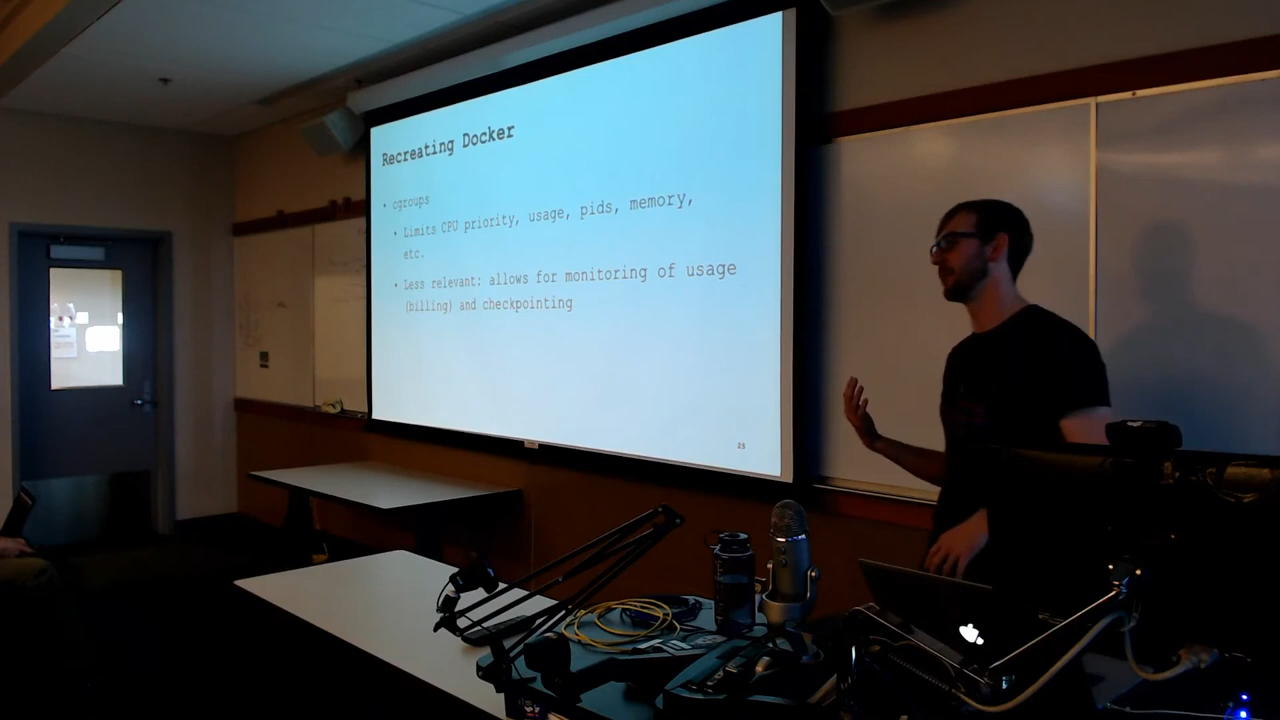 Recreating Docker
• cgroups
• Limits CPU priority, usage, pids, memory,
etc.
• Less relevant: allows for monitoring of usage
(billing) and checkpointing
25